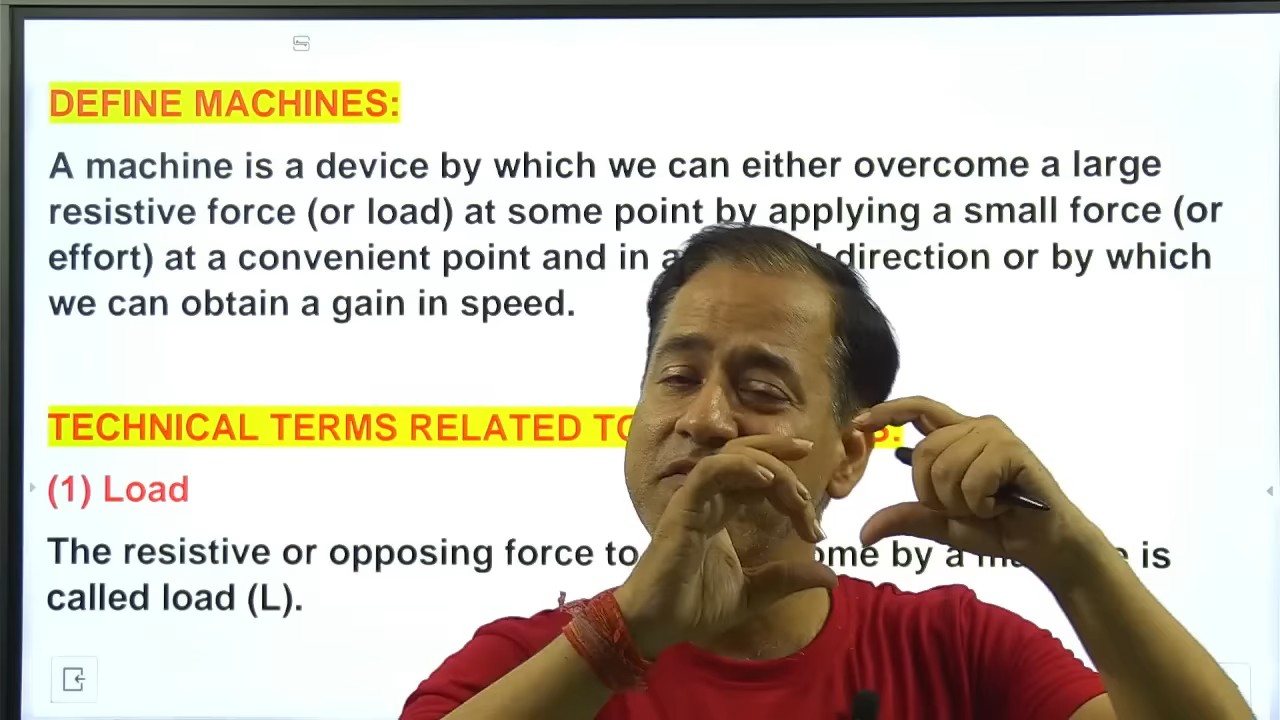 DEFINE MACHINES:
A machine is a device by which we can either overcome a large
resistive force (or load) at some point by applying a small force (or
effort) at a convenient point and in a direction or by which
we can obtain a gain in speed.
TECHNICAL TERMS RELATED
(1) Load
The resistive or opposing force to by a is
called load (L).